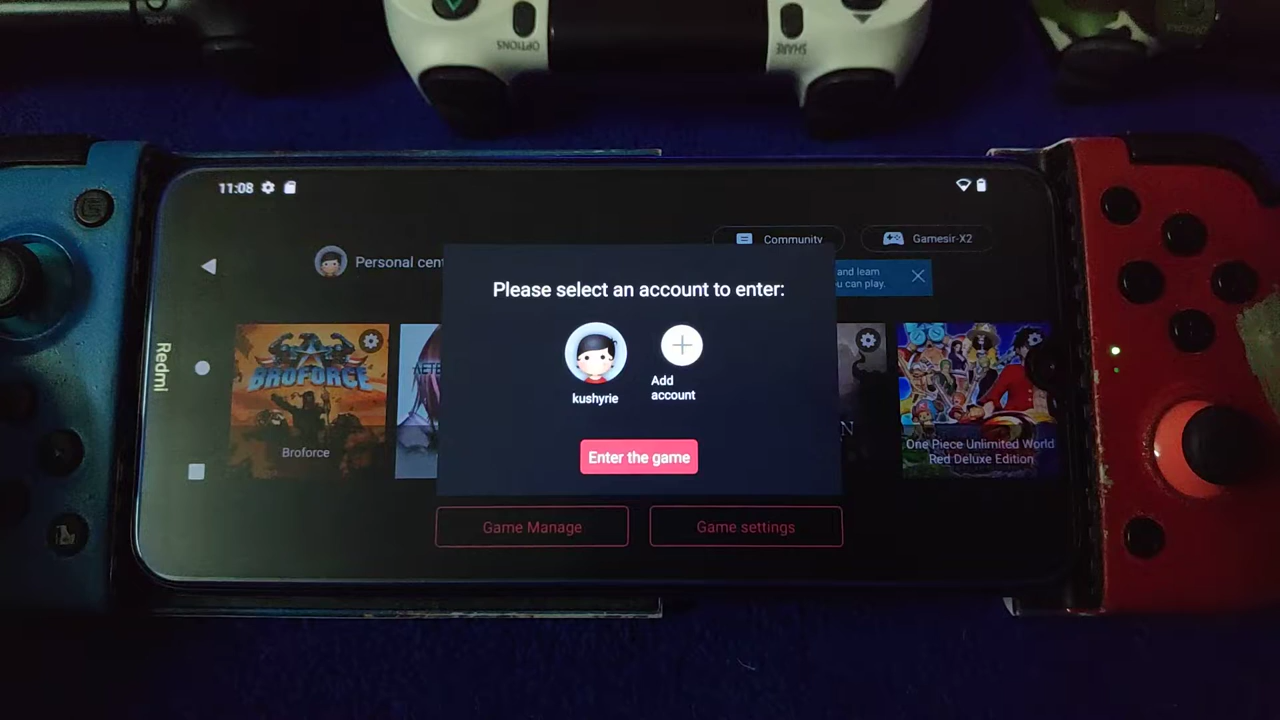 SHARE
OPTIONS
SHARE
11:08
Community
Gamesir-X2
Personal cent
and learn
u can play.
Please select an account to enter:
kushyrie
Add
account
Enter the game
BROFORCE
Broforce
N
One Piece Unlimited World
Red Deluxe Edition
Game Manage
Game settings
Redmi